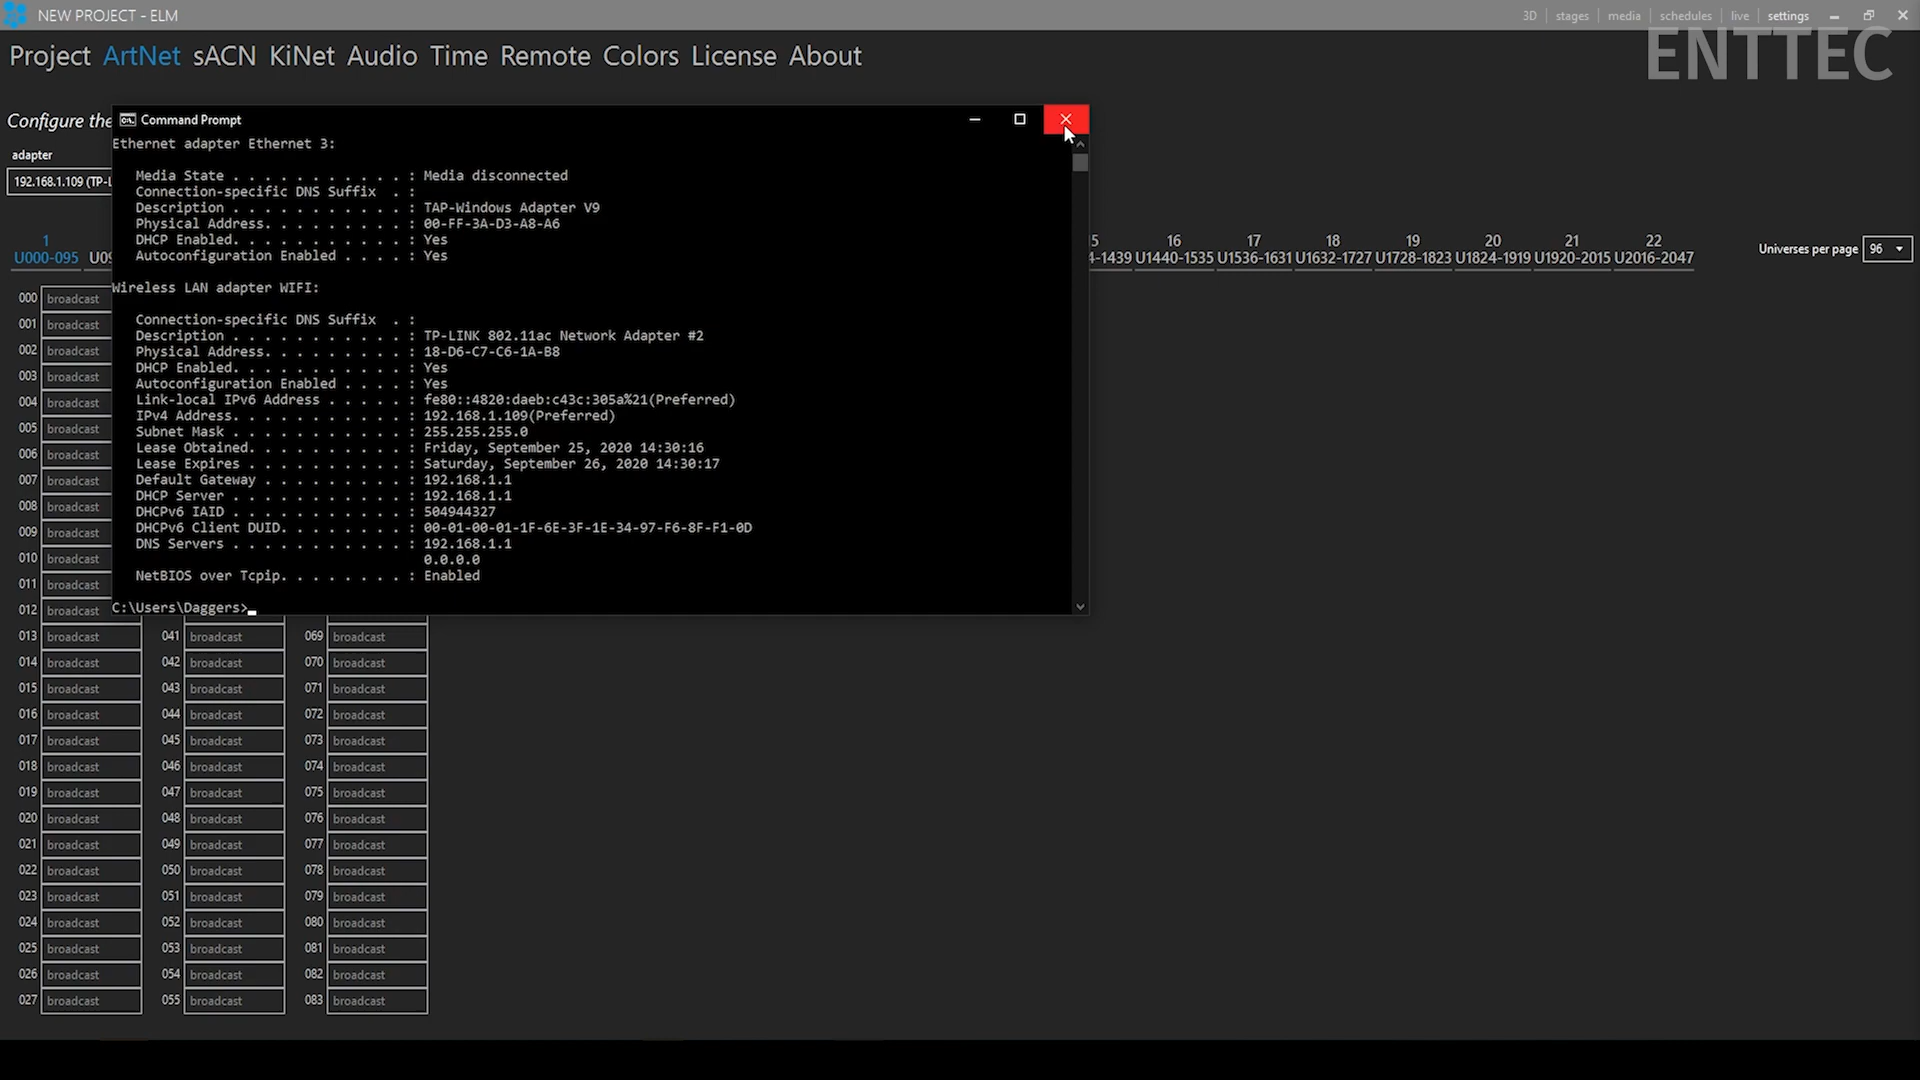 NEW PROJECT - ELM
3D stages media schedules live settings
ENTTEC
Project ArtNet sACN KiNet Audio Time Remote Colors License About
Configure the
adapter
192.168.1.109 (TP-L
Command Prompt
Ethernet adapter Ethernet 3:
Media State . . . . . . . . . . . : Media disconnected
Connection-specific DNS Suffix . :
Description . . . . . . . . . . . : TAP-Windows Adapter V9
Physical Address. . . . . . . . . : 00-FF-3A-D3-A8-A6
DHCP Enabled. . . . . . . . . . . : Yes
Autoconfiguration Enabled . . . . : Yes
Wireless LAN adapter WIFI:
Connection-specific DNS Suffix . :
Description . . . . . . . . . . . : TP-LINK 802.11ac Network Adapter #2
Physical Address. . . . . . . . . : 18-D6-C7-C6-1A-B8
DHCP Enabled. . . . . . . . . . . : Yes
Autoconfiguration Enabled . . . . : Yes
Link-local IPv6 Address . . . . . : fe80::4820:daeb:c43c:305a%21(Preferred)
IPv4 Address. . . . . . . . . . . : 192.168.1.109(Preferred)
Subnet Mask . . . . . . . . . . . : 255.255.255.0
Lease Obtained. . . . . . . . . . : Friday, September 25, 2020 14:30:16
Lease Expires . . . . . . . . . . : Saturday, September 26, 2020 14:30:17
Default Gateway . . . . . . . . . : 192.168.1.1
DHCP Server . . . . . . . . . . . : 192.168.1.1
DHCPv6 IAID . . . . . . . . . . . : 504944327
DHCPv6 Client DUID. . . . . . . . : 00-01-00-01-1F-6E-3F-1E-34-97-F6-8F-F1-0D
DNS Servers . . . . . . . . . . . : 192.168.1.1
0.0.0.0
NetBIOS over Tcpip. . . . . . . . : Enabled
C:\Users\Daggers>
1 5 16 17 18 19 20 21 22
U000-095 U09 4-1439 U1440-1535 U1536-1631 U1632-1727 U1728-1823 U1824-1919 U1920-2015 U2016-2047
Universes per page 96
000 broadcast
001 broadcast
002 broadcast
003 broadcast
004 broadcast
005 broadcast
006 broadcast
007 broadcast
008 broadcast
009 broadcast
010 broadcast
011 broadcast
012 broadcast
013 broadcast 041 broadcast 069 broadcast
014 broadcast 042 broadcast 070 broadcast
015 broadcast 043 broadcast 071 broadcast
016 broadcast 044 broadcast 072 broadcast
017 broadcast 045 broadcast 073 broadcast
018 broadcast 046 broadcast 074 broadcast
019 broadcast 047 broadcast 075 broadcast
020 broadcast 048 broadcast 076 broadcast
021 broadcast 049 broadcast 077 broadcast
022 broadcast 050 broadcast 078 broadcast
023 broadcast 051 broadcast 079 broadcast
024 broadcast 052 broadcast 080 broadcast
025 broadcast 053 broadcast 081 broadcast
026 broadcast 054 broadcast 082 broadcast
027 broadcast 055 broadcast 083 broadcast